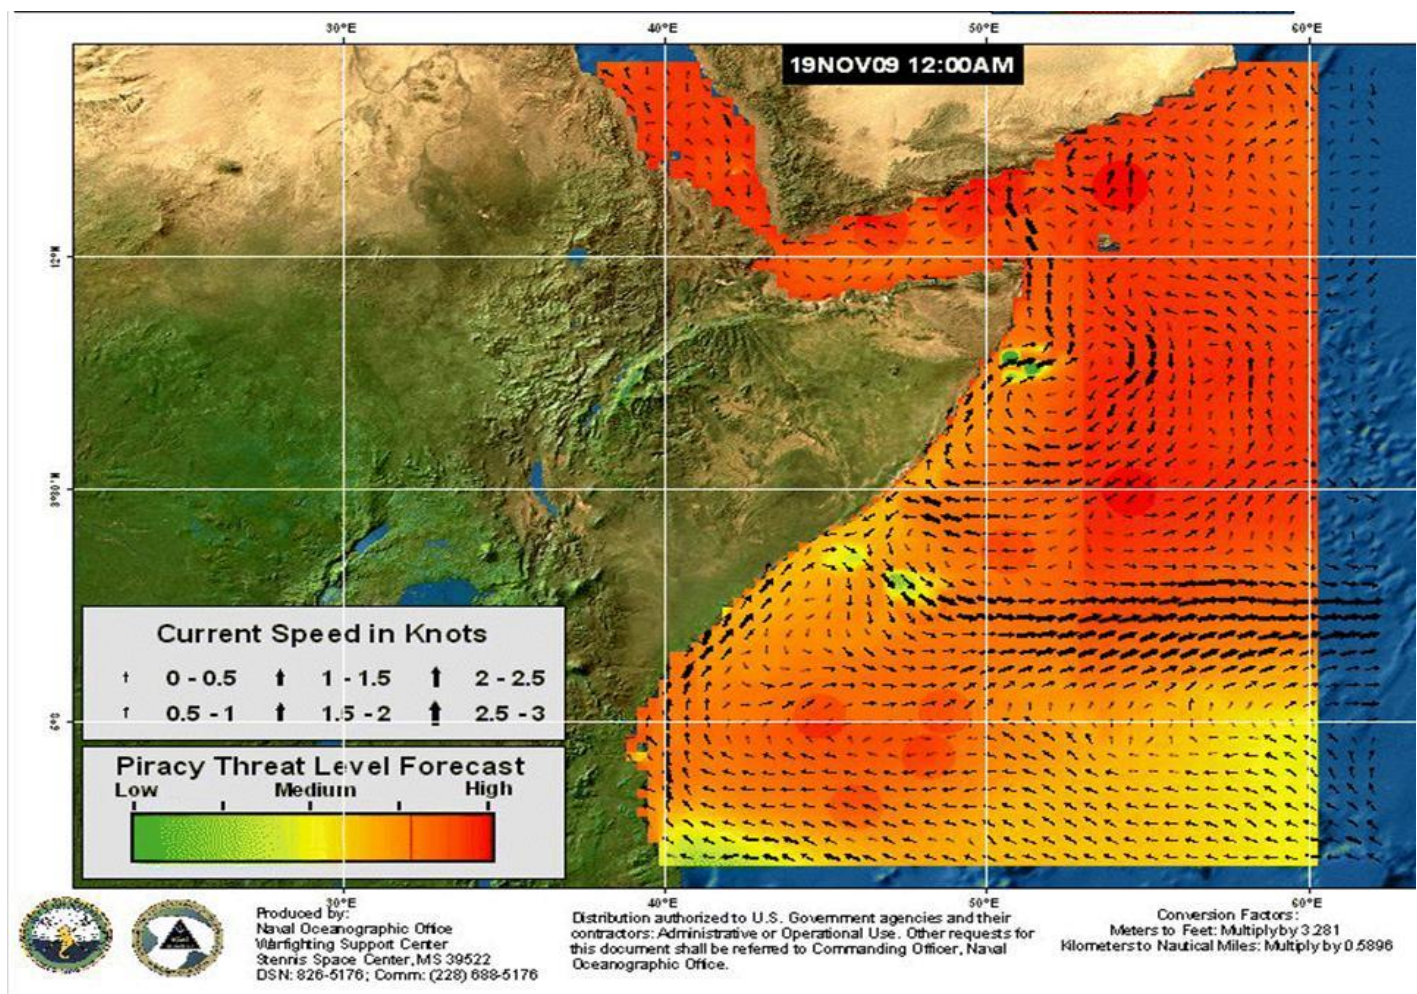 30°E 40°E 50°E 60°E
19NOV09 12:00AM
12°N
Current Speed in Knots
0 - 0.5 1 - 1.5 2 - 2.5
0.5 - 1 1.5 - 2 2.5 - 3
Piracy Threat Level Forecast
Low Medium High
30°E 40°E 50°E 60°E
Produced by:
Naval Oceanographic Office
Warfighting Support Center
Stennis Space Center, MS 39522
DSN: 826-5176; Comm: (228) 688-5176
Distribution authorized to U.S. Government agencies and their
contractors: Administrative or Operational Use. Other requests for
this document shall be referred to Commanding Officer, Naval
Oceanographic Office.
Conversion Factors:
Meters to Feet: Multiply by 3.281
Kilometers to Nautical Miles: Multiply by 0.5896